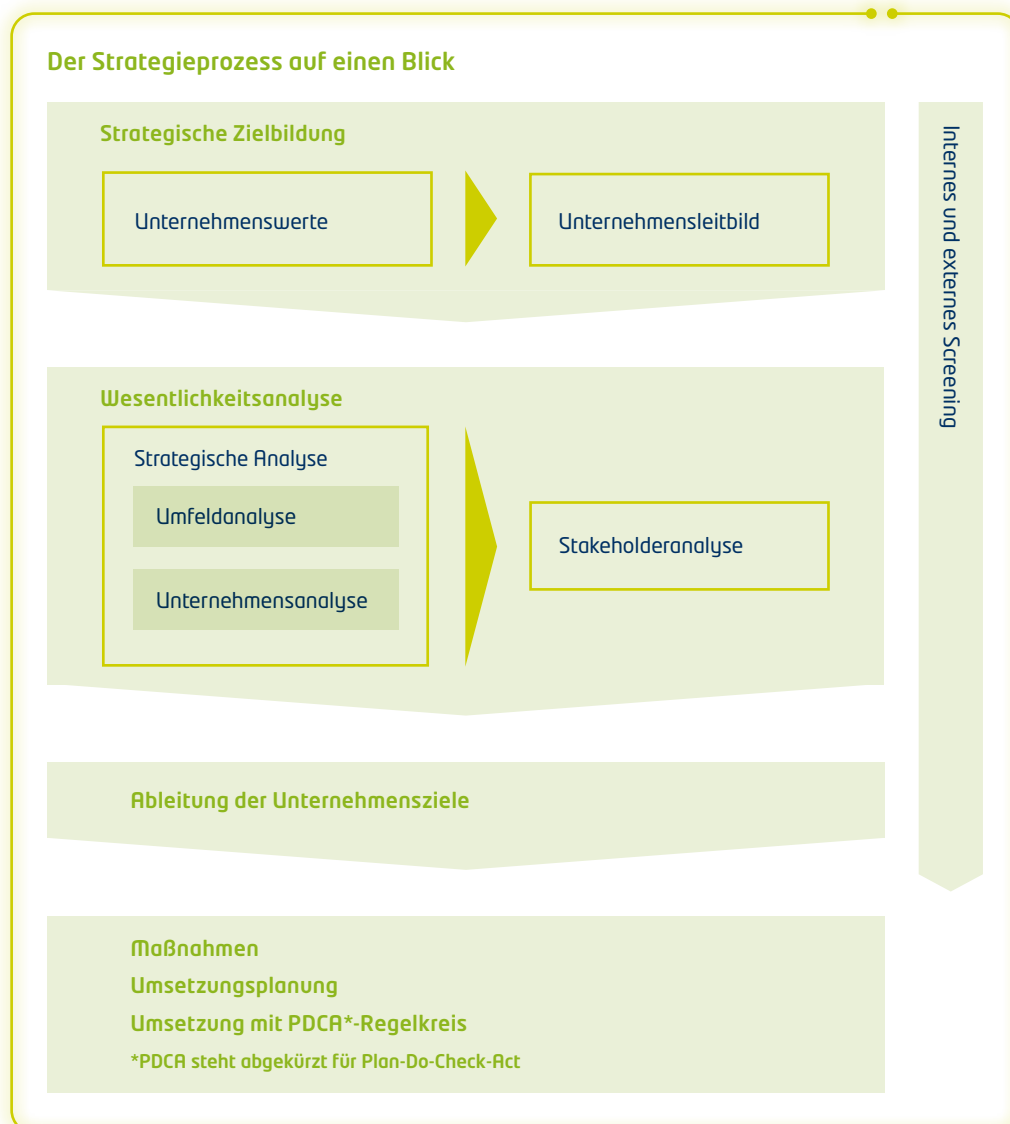 Der Strategieprozess auf einen Blick
Strategische Zielbildung
Unternehmenswerte
Unternehmensleitbild
Wesentlichkeitsanalyse
Strategische Analyse
Umfeldanalyse
Unternehmensanalyse
Stakeholderanalyse
Ableitung der Unternehmensziele
Maßnahmen
Umsetzungsplanung
Umsetzung mit PDCA*-Regelkreis
*PDCA steht abgekürzt für Plan-Do-Check-Act
Internes und externes Screening